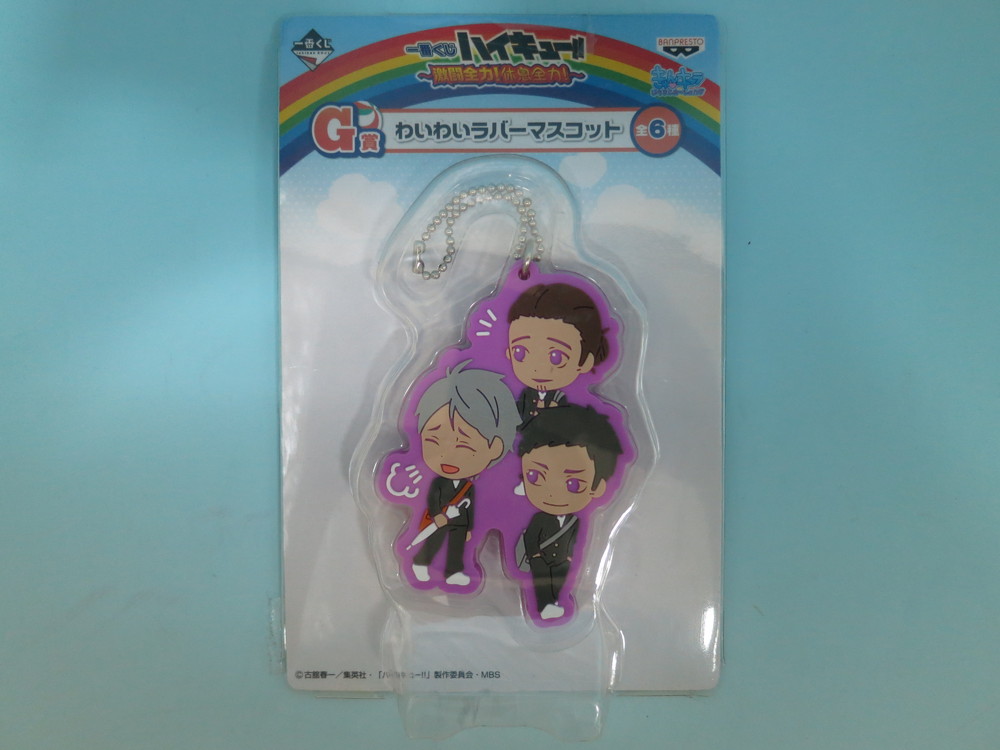 一番くじ
一番くじ ハイキュー!!
～激闘全力!休息全力!～
BANPRESTO
G賞
わいわいラバーマスコット
全6種
©古舘春一／集英社・「ハイキュー!!」製作委員会・MBS